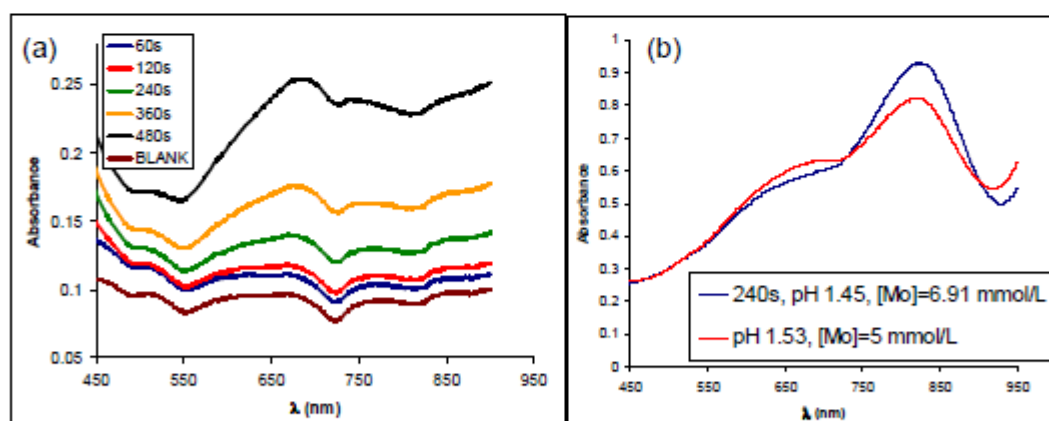 (a)
60s
120s
240s
360s
480s
BLANK
0.25
0.2
0.15
0.1
0.05
Absorbance
450 550 650 750 850 950
λ (nm)
(b)
1
0.9
0.8
0.7
0.6
0.5
0.4
0.3
0.2
0.1
0
Absorbance
240s, pH 1.45, [Mo]=6.91 mmol/L
pH 1.53, [Mo]=5 mmol/L
450 550 650 750 850 950
λ (nm)